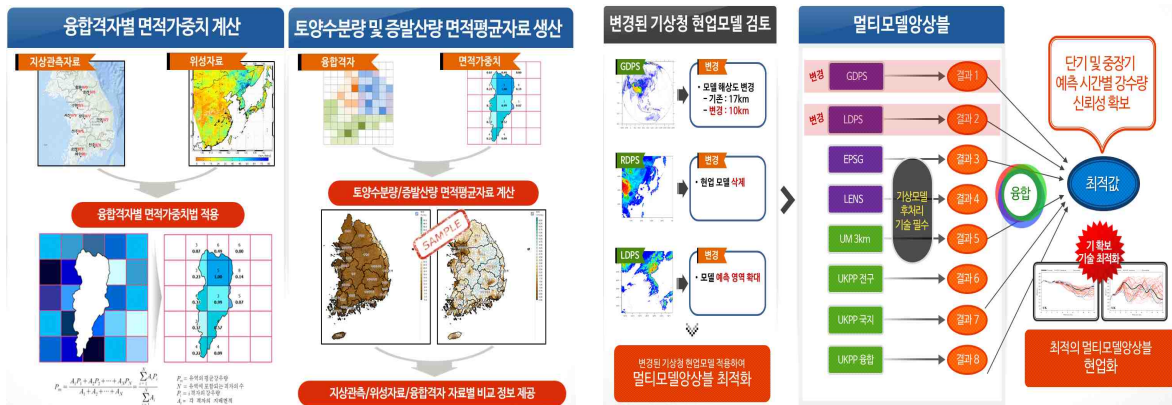 융합격자별 면적가중치 계산
지상관측자료
위성자료
융합격자별 면적가중치법 적용
토양수분량 및 증발산량 면적평균자료 생산
융합격자
면적가중치
토양수분량/증발산량 면적평균자료 계산
SAMPLE
지상관측/위성자료/융합격자 자료별 비교 정보 제공
변경된 기상청 현업모델 검토
GDPS
변경
• 모델 해상도 변경
- 기존 : 17km
- 변경 : 10km
RDPS
변경
• 현업 모델 삭제
LDPS
변경
• 모델 예측 영역 확대
변경된 기상청 현업모델 적용하여
멀티모델앙상블 최적화
멀티모델앙상블
변경
GDPS
결과 1
변경
LDPS
결과 2
EPSG
결과 3
LENS
결과 4
UM 3km
결과 5
UKPP 전구
결과 6
UKPP 국지
결과 7
UKPP 융합
결과 8
기상모델
후처리
기술 필수
융합
단기 및 중장기
예측 시간별 강수량
신뢰성 확보
최적값
기 확보
기술 최적화
최적의 멀티모델앙상블
현업화